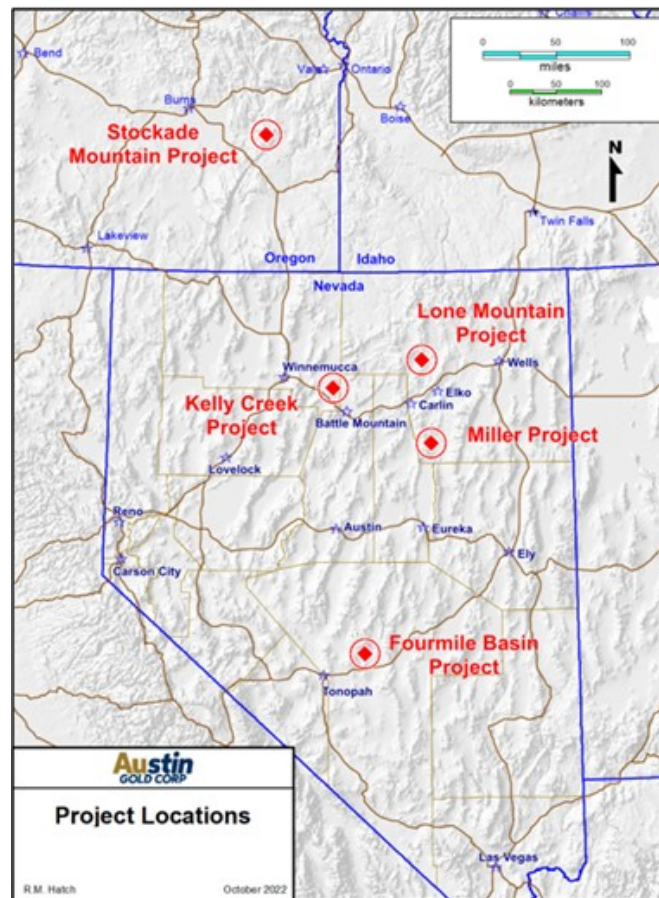 Bend
Burns
Vale
Ontario
Boise
0 50 100
miles
0 50 100
kilometers
Stockade
Mountain Project
N
Twin Falls
Lakeview
Oregon
Idaho
Nevada
Lone Mountain
Project
Winnemucca
Wells
Elko
Carlin
Kelly Creek
Project
Battle Mountain
Miller Project
Lovelock
Reno
Austin
Eureka
Ely
Carson City
Fourmile Basin
Project
Tonopah
Austin
GOLD CORP
Project Locations
R.M. Hatch
October 2022
Las Vegas